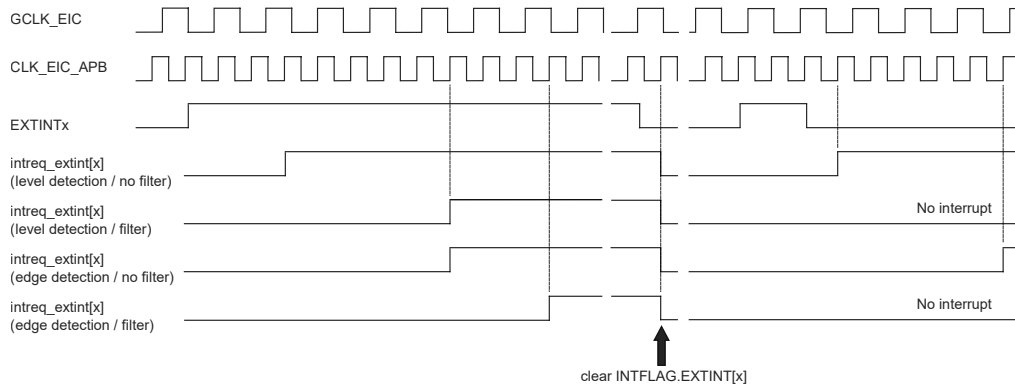 GCLK_EIC
CLK_EIC_APB
EXTINTx
intreq_extint[x]
(level detection / no filter)
intreq_extint[x]
(level detection / filter)
No interrupt
intreq_extint[x]
(edge detection / no filter)
intreq_extint[x]
(edge detection / filter)
No interrupt
clear INTFLAG.EXTINT[x]